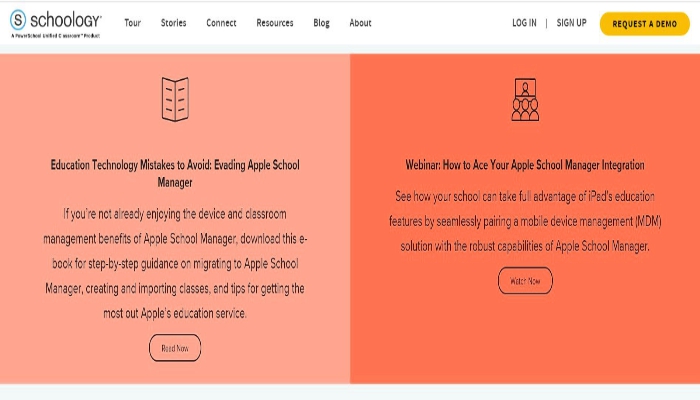 schoology
A PowerSchool Unified Classroom™ Product
Tour Stories Connect Resources Blog About
LOG IN | SIGN UP REQUEST A DEMO
Education Technology Mistakes to Avoid: Evading Apple School
Manager
If you're not already enjoying the device and classroom
management benefits of Apple School Manager, download this e-
book for step-by-step guidance on migrating to Apple School
Manager, creating and importing classes, and tips for getting the
most out Apple's education service.
Read Now
Webinar: How to Ace Your Apple School Manager Integration
See how your school can take full advantage of iPad's education
features by seamlessly pairing a mobile device management (MDM)
solution with the robust capabilities of Apple School Manager.
Watch Now